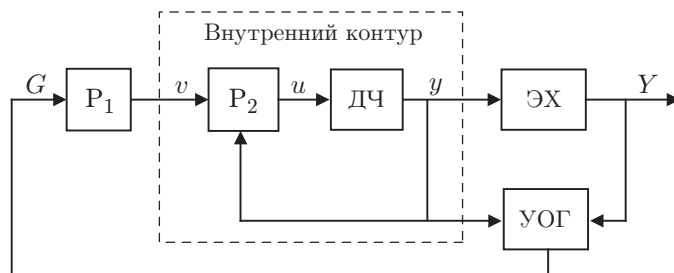 Внутренний контур
G
P₁
v
P₂
u
ДЧ
y
ЭХ
Y
УОГ